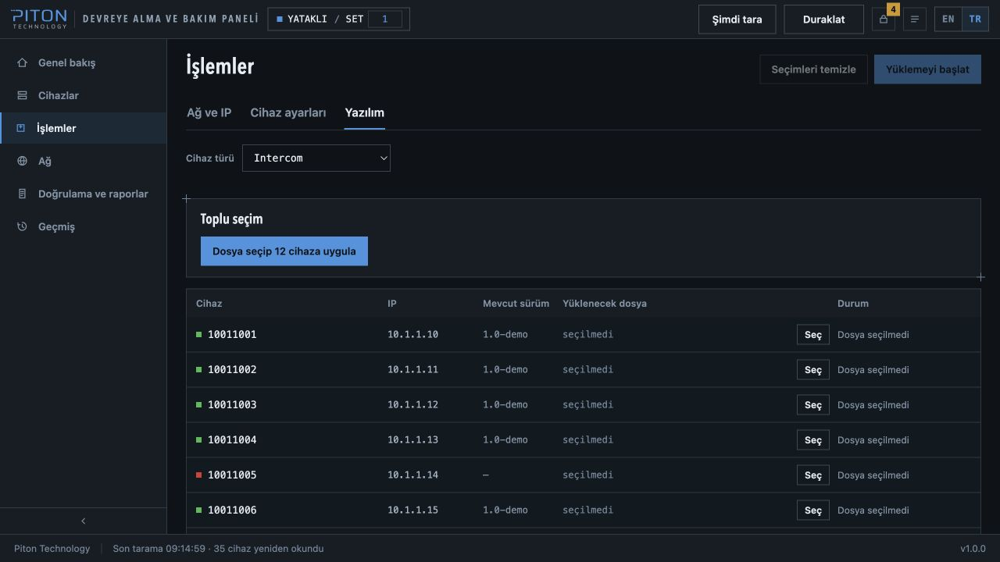 PITON TECHNOLOGY
DEVREYE ALMA VE BAKIM PANELİ
YATAKLI / SET 1
Şimdi tara
Duraklat
4
EN
TR
Genel bakış
Cihazlar
İşlemler
Ağ
Doğrulama ve raporlar
Geçmiş
İşlemler
Seçimleri temizle
Yüklemeyi başlat
Ağ ve IP
Cihaz ayarları
Yazılım
Cihaz türü
Intercom
Toplu seçim
Dosya seçip 12 cihaza uygula
Cihaz IP Mevcut sürüm Yüklenecek dosya Durum
10011001 10.1.1.10 1.0-demo seçilmedi Seç Dosya seçilmedi
10011002 10.1.1.11 1.0-demo seçilmedi Seç Dosya seçilmedi
10011003 10.1.1.12 1.0-demo seçilmedi Seç Dosya seçilmedi
10011004 10.1.1.13 1.0-demo seçilmedi Seç Dosya seçilmedi
10011005 10.1.1.14 — seçilmedi Seç Dosya seçilmedi
10011006 10.1.1.15 1.0-demo seçilmedi Seç Dosya seçilmedi
Piton Technology
Son tarama 09:14:59 · 35 cihaz yeniden okundu
v1.0.0